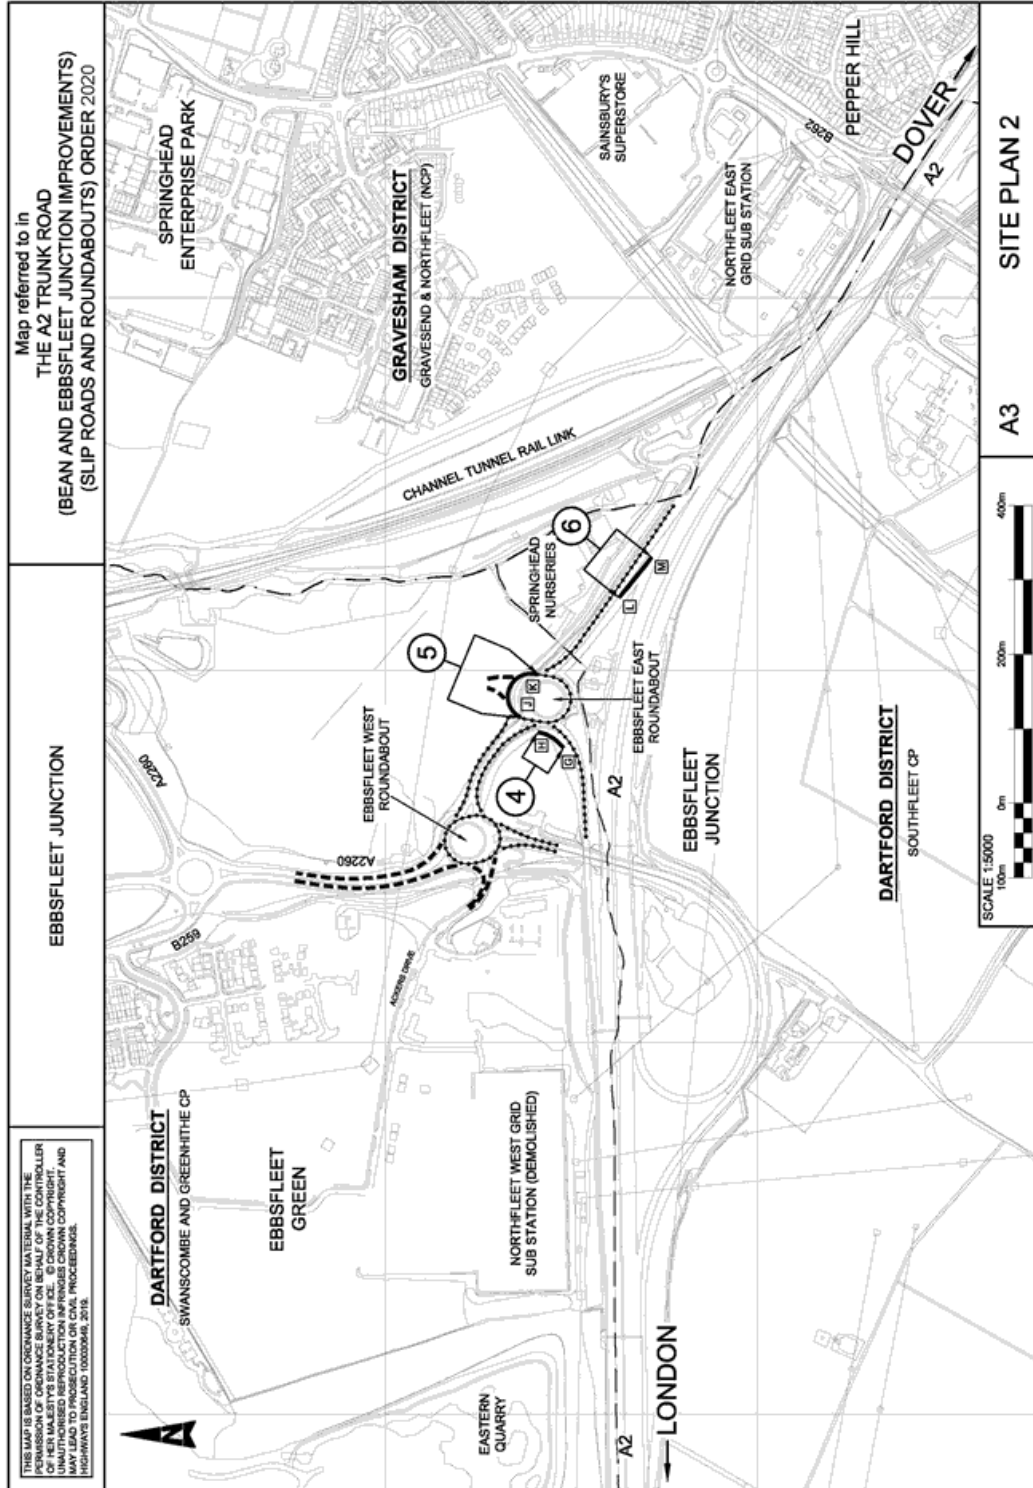 THIS MAP IS BASED ON ORDNANCE SURVEY MATERIAL WITH THE
PERMISSION OF ORDNANCE SURVEY ON BEHALF OF THE CONTROLLER
OF HER MAJESTY'S STATIONERY OFFICE. © CROWN COPYRIGHT.
UNAUTHORISED REPRODUCTION INFRINGES CROWN COPYRIGHT AND
MAY LEAD TO PROSECUTION OR CIVIL PROCEEDINGS.
HIGHWAYS ENGLAND 100030649, 2019.
EBBSFLEET JUNCTION
Map referred to in
THE A2 TRUNK ROAD
(BEAN AND EBBSFLEET JUNCTION IMPROVEMENTS)
(SLIP ROADS AND ROUNDABOUTS) ORDER 2020
N
DARTFORD DISTRICT
SWANSCOMBE AND GREENHITHE CP
EBBSFLEET
GREEN
B259
A2260
A2260
ACKERS DRIVE
SPRINGHEAD
ENTERPRISE PARK
GRAVESHAM DISTRICT
GRAVESEND & NORTHFLEET (NCP)
CHANNEL TUNNEL RAIL LINK
SAINSBURY'S
SUPERSTORE
PEPPER HILL
B262
NORTHFLEET EAST
GRID SUB STATION
DOVER
A2
EBBSFLEET WEST
ROUNDABOUT
5
J
K
4
H
G
SPRINGHEAD
NURSERIES
6
L
M
EBBSFLEET EAST
ROUNDABOUT
NORTHFLEET WEST GRID
SUB STATION (DEMOLISHED)
EASTERN
QUARRY
A2
A2
LONDON
EBBSFLEET
JUNCTION
DARTFORD DISTRICT
SOUTHFLEET CP
SCALE 1:5000
100m 0m 200m 400m
A3
SITE PLAN 2